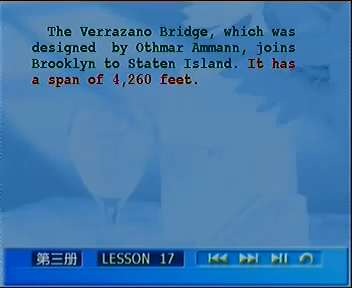 The Verrazano Bridge, which was
designed by Othmar Ammann, joins
Brooklyn to Staten Island. It has
a span of 4,260 feet.
第三册 LESSON 17